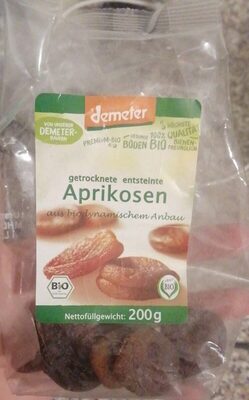 demeter
VON UNSEREN
DEMETER-
BAUERN
PREMIUM-BIO
GESUNDE
BÖDEN
100%
BIO
HÖCHSTE
QUALITÄT
BIENEN-
FREUNDLICH
getrocknete entsteinte
Aprikosen
aus biodynamischem Anbau
BIO
BIO
Nettofüllgewicht: 200g